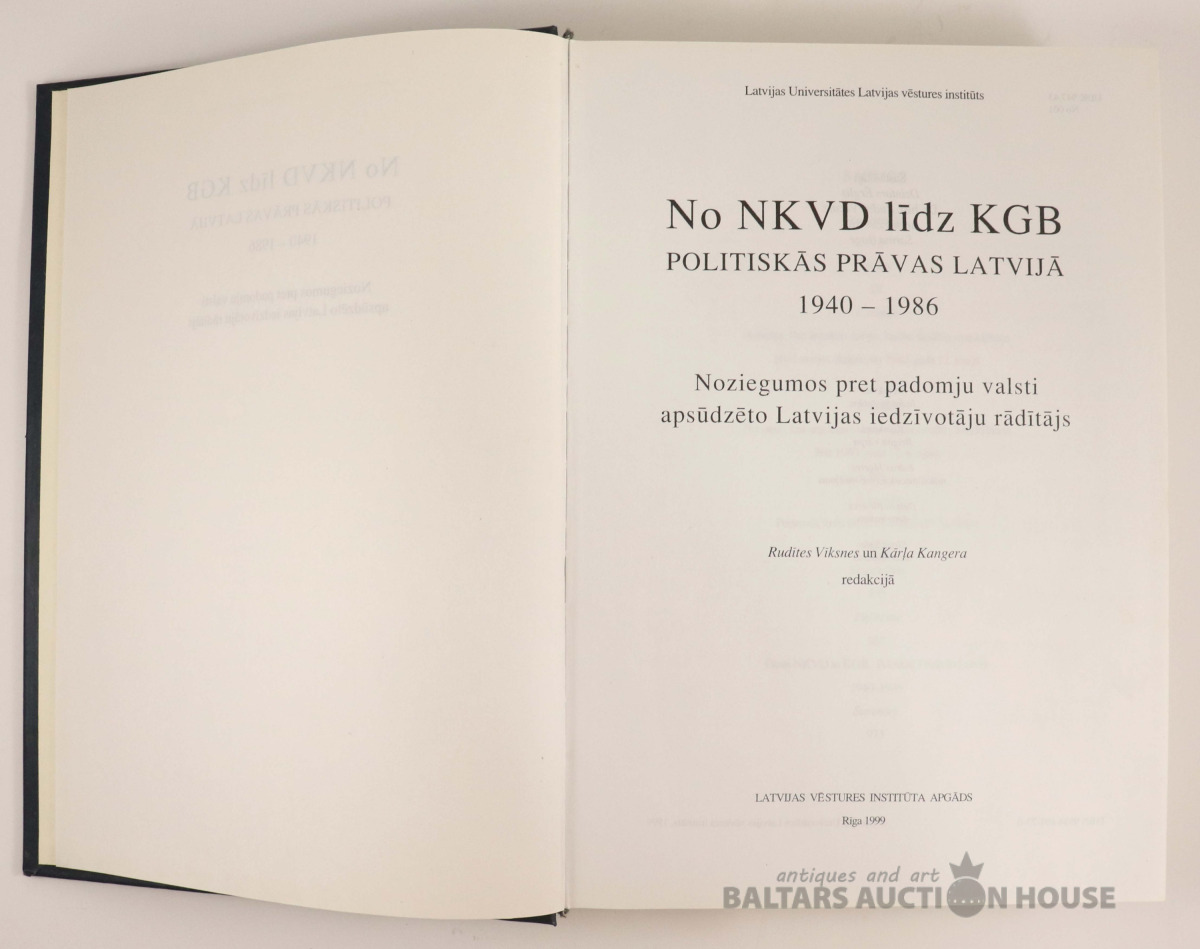 Latvijas Universitātes Latvijas vēstures institūts
No NKVD līdz KGB
POLITISKĀS PRĀVAS LATVIJĀ
1940 – 1986
Noziegumos pret padomju valsti
apsūdzēto Latvijas iedzīvotāju rādītājs
Rudītes Vīksnes un Kārļa Kangera
redakcijā
LATVIJAS VĒSTURES INSTITŪTA APGĀDS
Rīga 1999
antiques and art
BALTARS AUCTION HOUSE